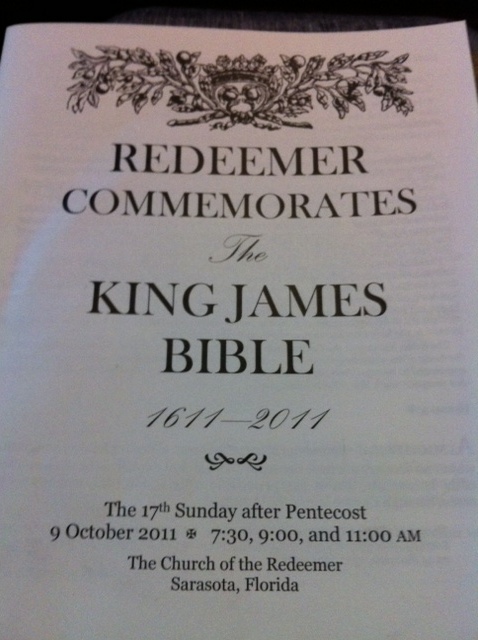 REDEEMER
COMMEMORATES
The
KING JAMES
BIBLE
1611—2011
The 17th Sunday after Pentecost
9 October 2011 ✠ 7:30, 9:00, and 11:00 AM
The Church of the Redeemer
Sarasota, Florida